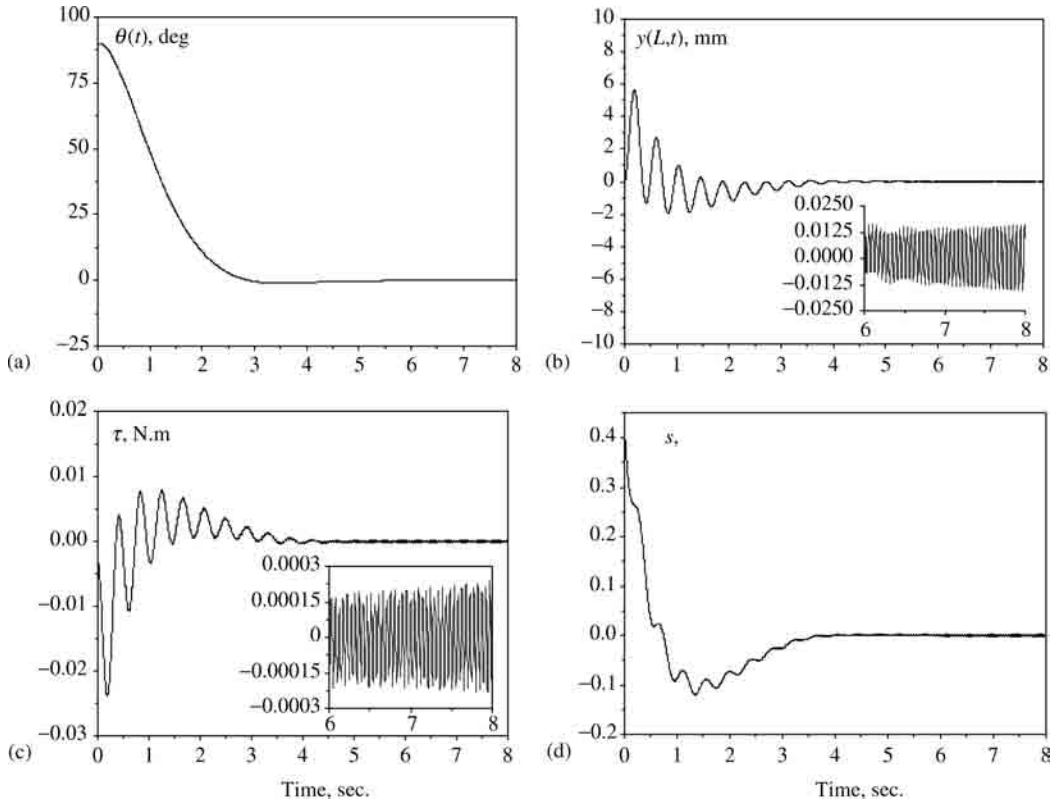 100
75
50
25
0
−25
θ(t), deg
0 1 2 3 4 5 6 7 8
(a)
10
8
6
4
2
0
−2
−4
−6
−8
−10
y(L,t), mm
0.0250
0.0125
0.0000
−0.0125
−0.0250
6 7 8
0 1 2 3 4 5 6 7 8
(b)
0.02
0.01
0.00
−0.01
−0.02
−0.03
τ, N.m
0.0003
0.00015
0
−0.00015
−0.0003
6 7 8
0 1 2 3 4 5 6 7 8
(c)
Time, sec.
0.4
0.3
0.2
0.1
0.0
−0.1
−0.2
s,
0 1 2 3 4 5 6 7 8
(d)
Time, sec.